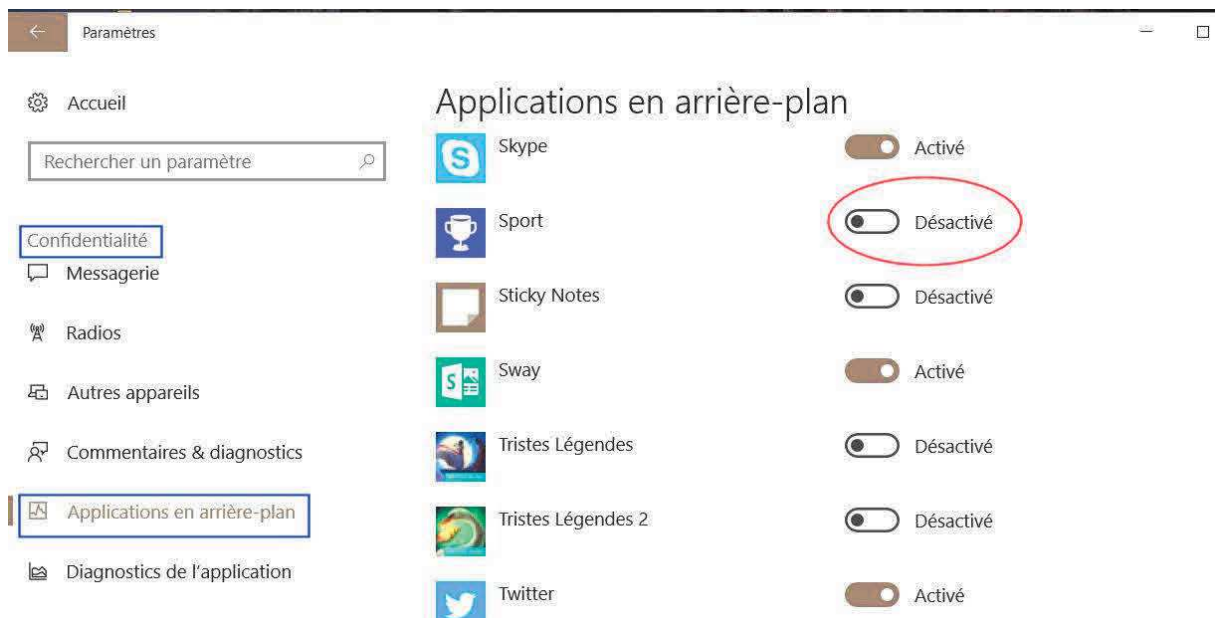 Paramètres
Accueil
Rechercher un paramètre
Confidentialité
Messagerie
Radios
Autres appareils
Commentaires & diagnostics
Applications en arrière-plan
Diagnostics de l'application
Applications en arrière-plan
Skype Activé
Sport Désactivé
Sticky Notes Désactivé
Sway Activé
Tristes Légendes Désactivé
Tristes Légendes 2 Désactivé
Twitter Activé